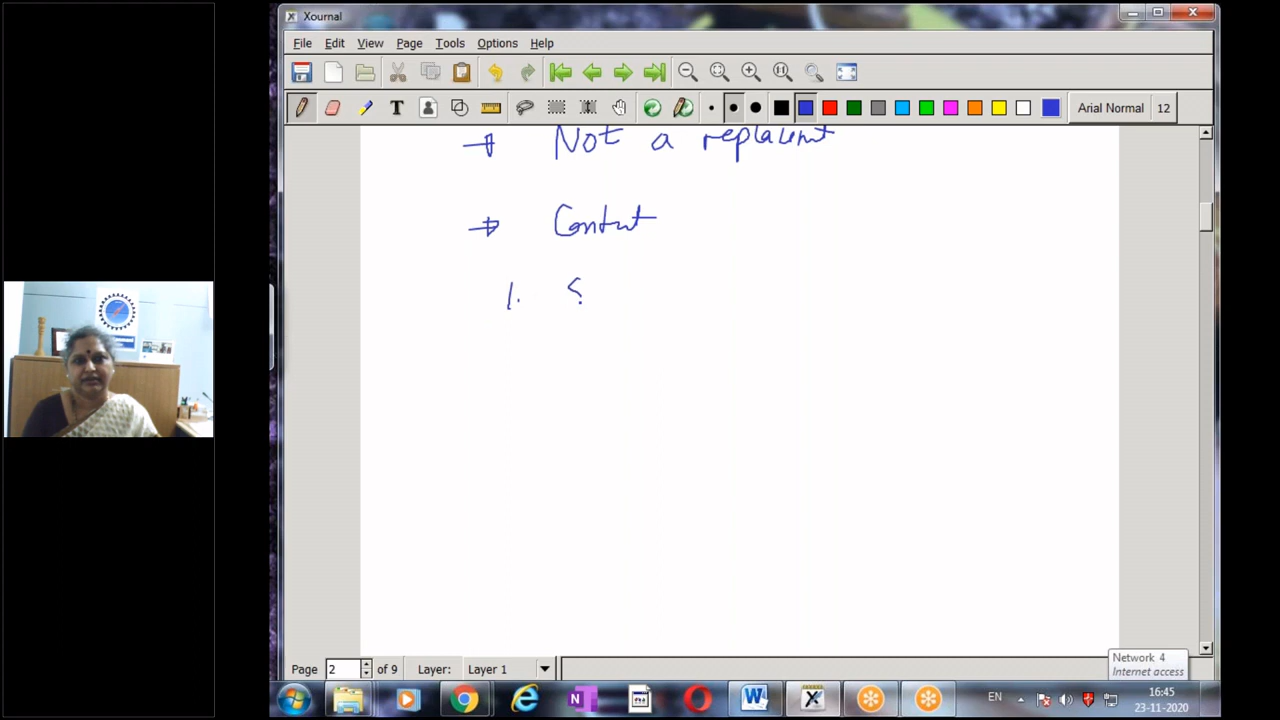 Xournal
File Edit View Page Tools Options Help
T Arial Normal 12
→ Not a replacent
→ Content
1. S
Page 2 of 9 Layer: Layer 1
Network 4
Internet access
EN 16:45
23-11-2020